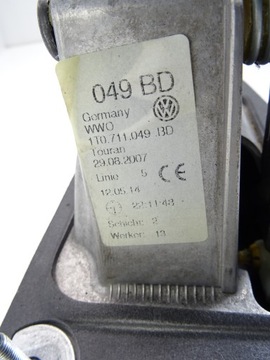 049 BD
Germany
WWO
1T0.711.049 .BD
Touran
29.08.2007
Linie 5 CE
12.05.14
22:11:48
Schicht: 2
Worker: 13